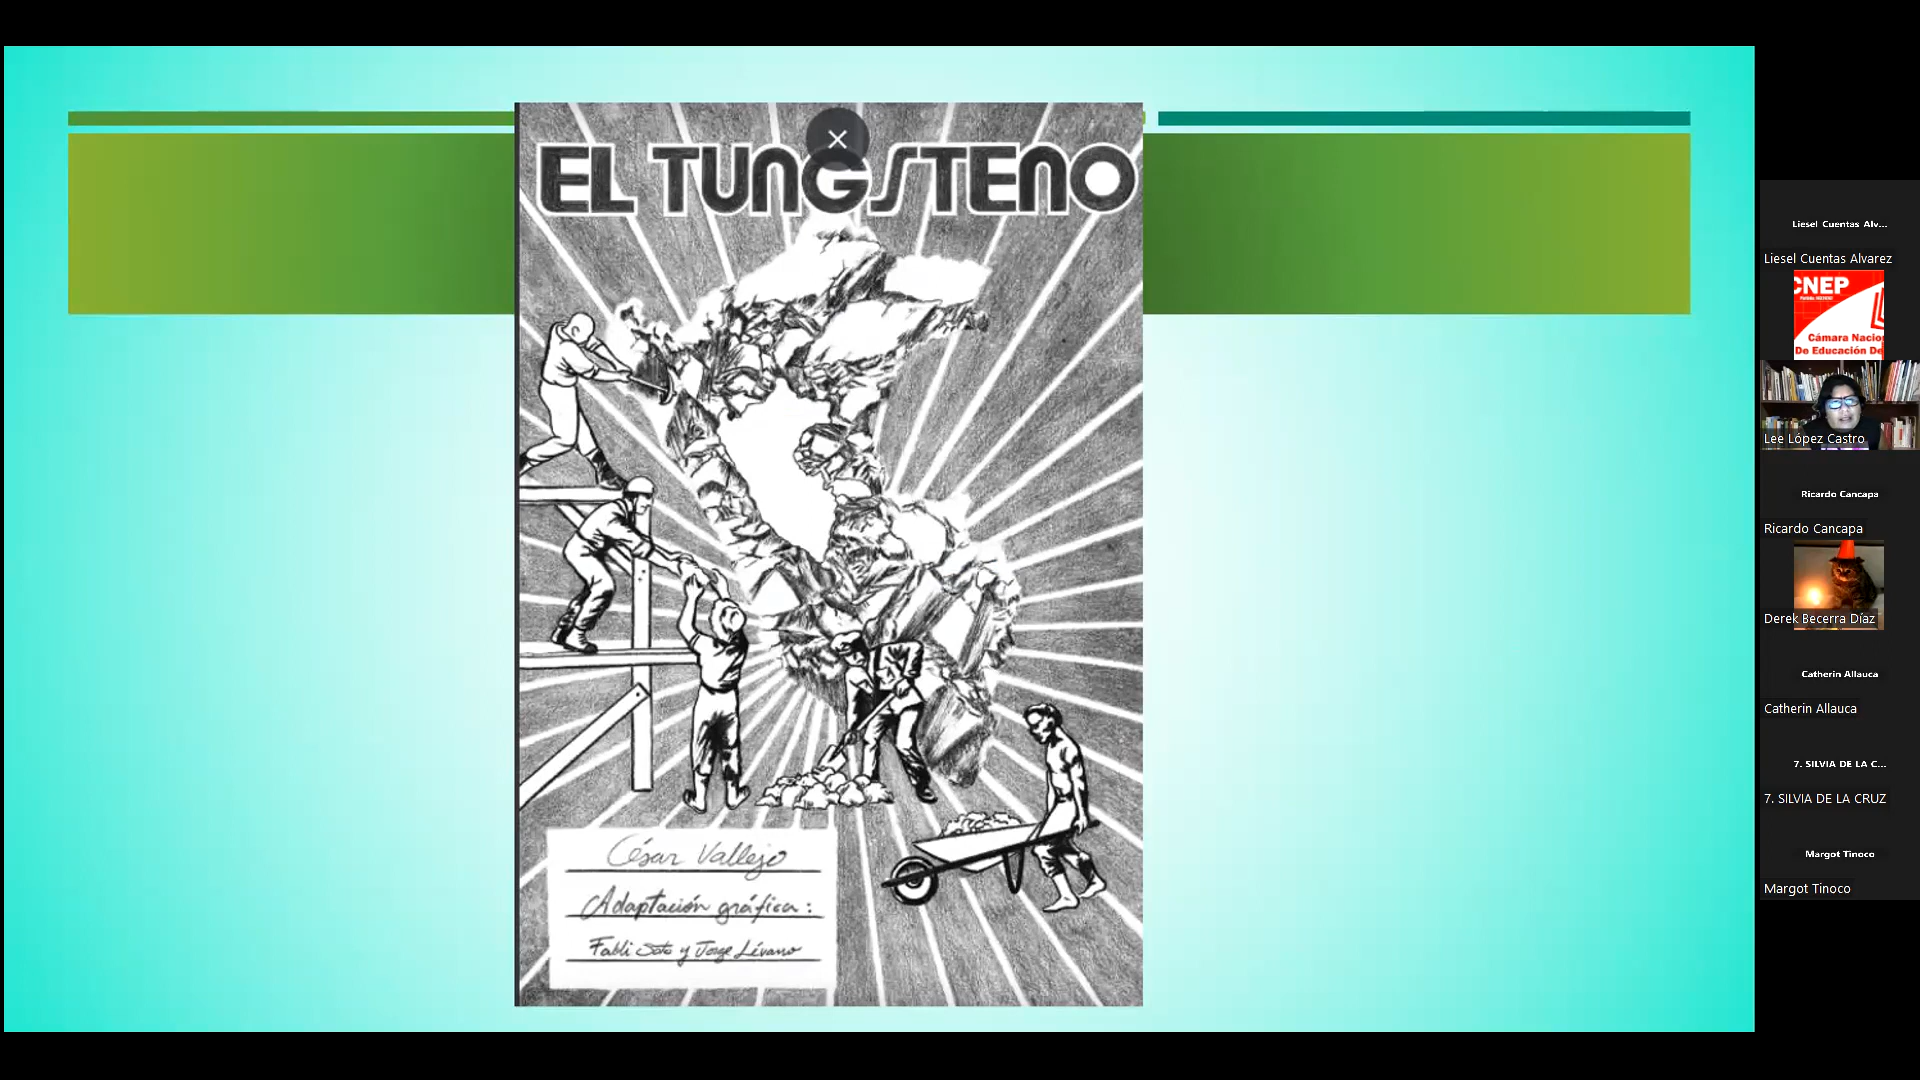 EL TUNGSTENO
César Vallejo
Adaptación gráfica:
Fabli Soto y Jorge Lévano
Liesel Cuentas Alv...
Liesel Cuentas Alvarez
CNEP
Cámara Nacio
De Educación De
Lee López Castro
Ricardo Cancapa
Ricardo Cancapa
Derek Becerra Díaz
Catherin Allauca
Catherin Allauca
7. SILVIA DE LA C...
7. SILVIA DE LA CRUZ
Margot Tinoco
Margot Tinoco